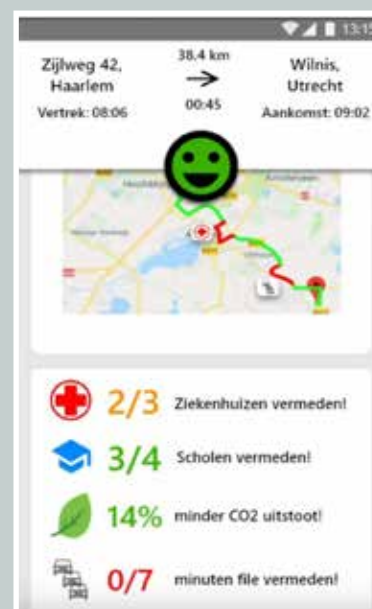 13:15
Zijlweg 42,
Haarlem
Vertrek: 08:06
38.4 km
00:45
Wilnis,
Utrecht
Aankomst: 09:02
2/3 Ziekenhuizen vermeden!
3/4 Scholen vermeden!
14% minder CO2 uitstoot!
0/7 minuten file vermeden!